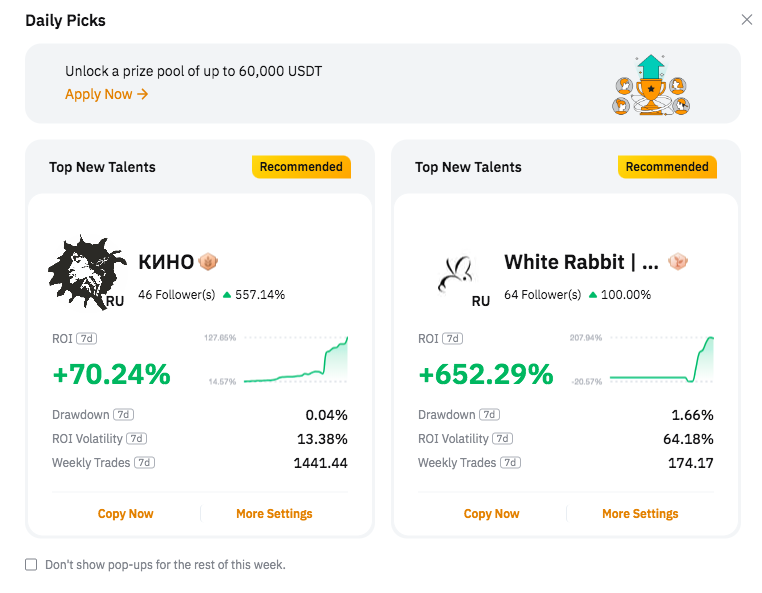 Daily Picks
Unlock a prize pool of up to 60,000 USDT
Apply Now →
Top New Talents
Recommended
RU
КИНО
46 Follower(s) ▲ 557.14%
ROI 7d
+70.24%
127.65%
14.57%
Drawdown 7d 0.04%
ROI Volatility 7d 13.38%
Weekly Trades 7d 1441.44
Copy Now
More Settings
Top New Talents
Recommended
RU
White Rabbit | ...
64 Follower(s) ▲ 100.00%
ROI 7d
+652.29%
207.94%
-20.57%
Drawdown 7d 1.66%
ROI Volatility 7d 64.18%
Weekly Trades 7d 174.17
Copy Now
More Settings
Don't show pop-ups for the rest of this week.